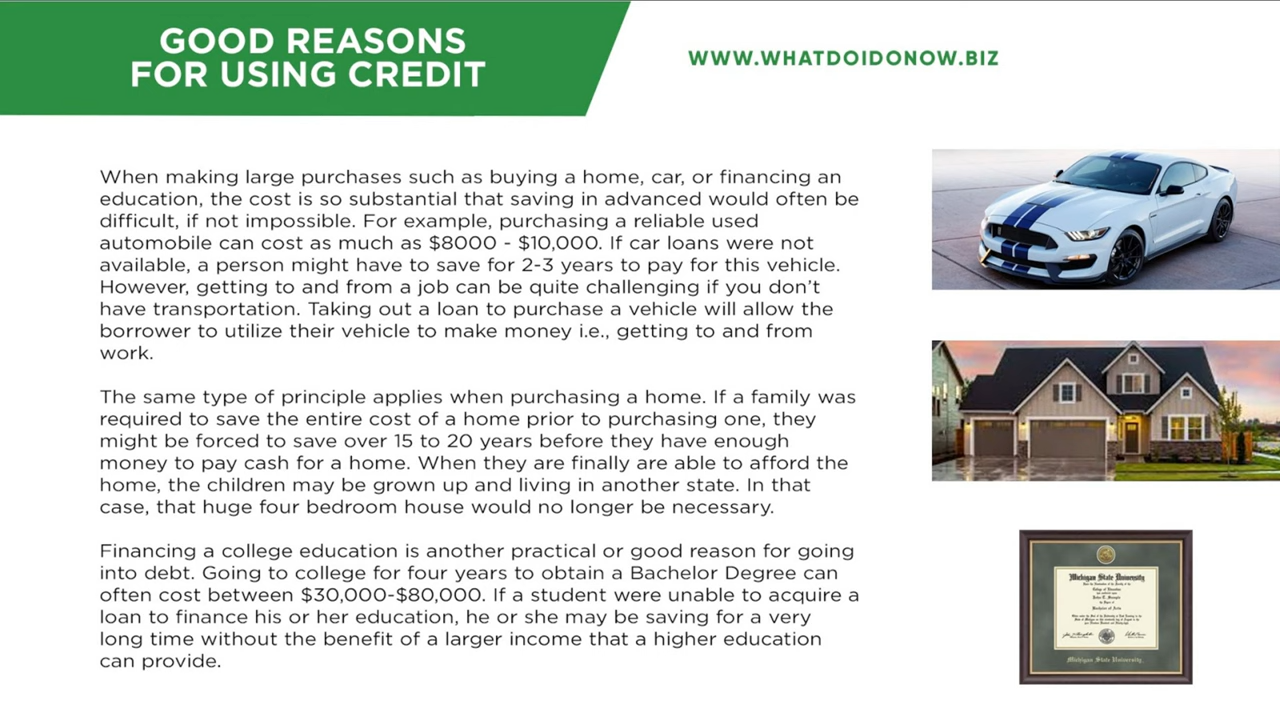 GOOD REASONS
FOR USING CREDIT
WWW.WHATDOIDONOW.BIZ
When making large purchases such as buying a home, car, or financing an
education, the cost is so substantial that saving in advanced would often be
difficult, if not impossible. For example, purchasing a reliable used
automobile can cost as much as $8000 - $10,000. If car loans were not
available, a person might have to save for 2-3 years to pay for this vehicle.
However, getting to and from a job can be quite challenging if you don’t
have transportation. Taking out a loan to purchase a vehicle will allow the
borrower to utilize their vehicle to make money i.e., getting to and from
work.
The same type of principle applies when purchasing a home. If a family was
required to save the entire cost of a home prior to purchasing one, they
might be forced to save over 15 to 20 years before they have enough
money to pay cash for a home. When they are finally are able to afford the
home, the children may be grown up and living in another state. In that
case, that huge four bedroom house would no longer be necessary.
Financing a college education is another practical or good reason for going
into debt. Going to college for four years to obtain a Bachelor Degree can
often cost between $30,000-$50,000. If a student were unable to acquire a
loan to finance his or her education, he or she may be saving for a very
long time without the benefit of a larger income that a higher education
can provide.
Michigan State University
Michigan State University